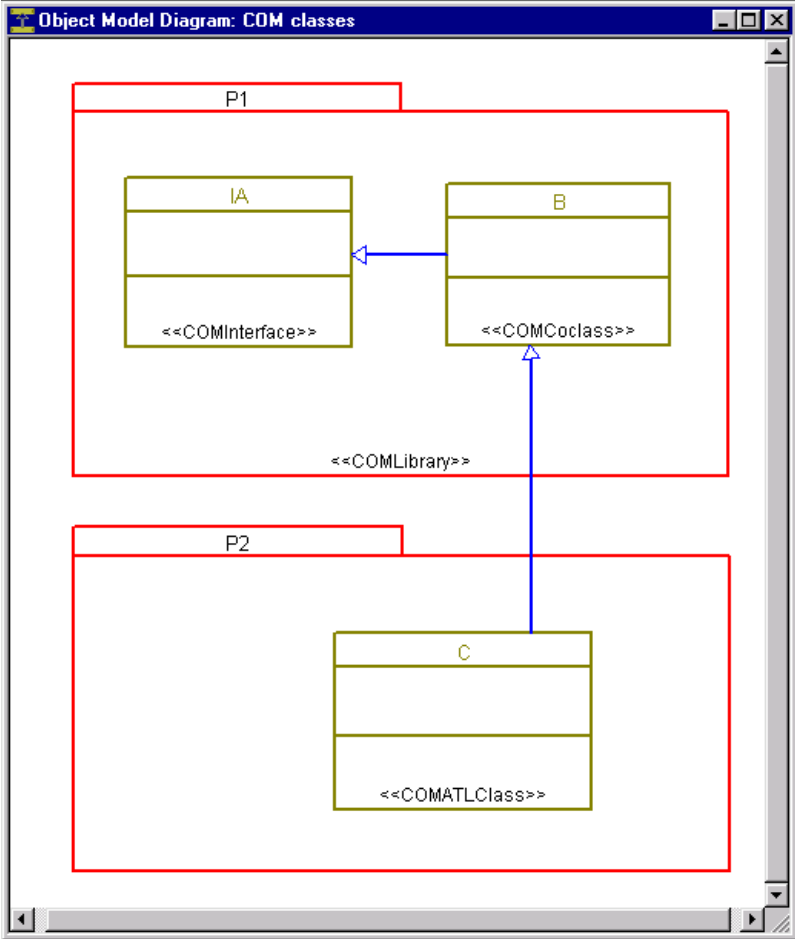 Object Model Diagram: COM classes
P1
IA
B
<<COMInterface>>
<<COMCoclass>>
<<COMLibrary>>
P2
C
<<COMATLClass>>